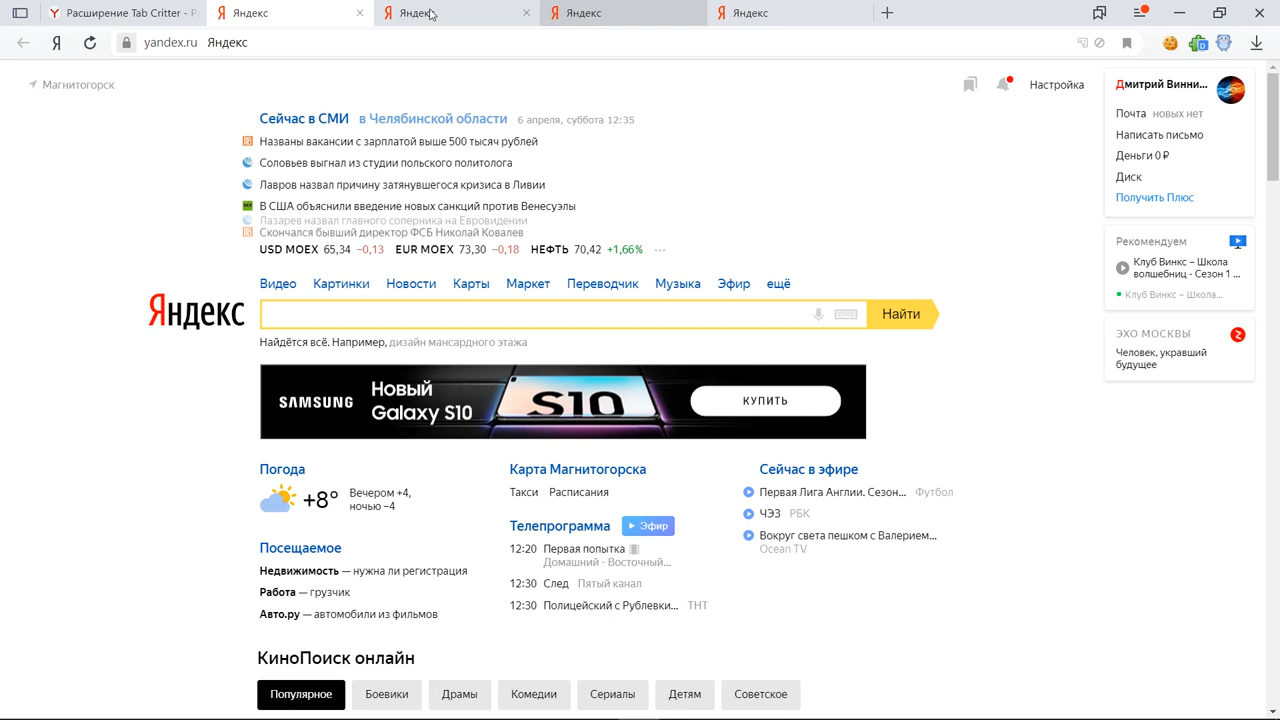 Расширение Tab Critter - Р
Яндекс
Яндекс
Яндекс
Яндекс
Я
yandex.ru Яндекс
Магнитогорск
Настройка
Сейчас в СМИ в Челябинской области 6 апреля, суббота 12:35
Названы вакансии с зарплатой выше 500 тысяч рублей
Соловьев выгнал из студии польского политолога
Лавров назвал причину затянувшегося кризиса в Ливии
В США объяснили введение новых санкций против Венесуэлы
Лазарев назвал главного соперника на Евровидении
Скончался бывший директор ФСБ Николай Ковалев
USD MOEX 65,34 −0,13 EUR MOEX 73,30 −0,18 НЕФТЬ 70,42 +1,66% ···
Видео Картинки Новости Карты Маркет Переводчик Музыка Эфир ещё
Яндекс
Найти
Найдётся всё. Например, дизайн мансардного этажа
SAMSUNG
Новый
Galaxy S10
S10
КУПИТЬ
Погода
+8°
Вечером +4,
ночью −4
Посещаемое
Недвижимость — нужна ли регистрация
Работа — грузчик
Авто.ру — автомобили из фильмов
Карта Магнитогорска
Такси Расписания
Телепрограмма Эфир
12:20 Первая попытка
Домашний - Восточный...
12:30 След Пятый канал
12:30 Полицейский с Рублевки... ТНТ
Сейчас в эфире
Первая Лига Англии. Сезон... Футбол
ЧЭЗ РБК
Вокруг света пешком с Валерием...
Ocean TV
КиноПоиск онлайн
Популярное Боевики Драмы Комедии Сериалы Детям Советское
Дмитрий Винни...
Почта новых нет
Написать письмо
Деньги 0 ₽
Диск
Получить Плюс
Рекомендуем
Клуб Винкс – Школа
волшебниц - Сезон 1 ...
Клуб Винкс – Школа...
ЭХО МОСКВЫ
2
Человек, укравший
будущее